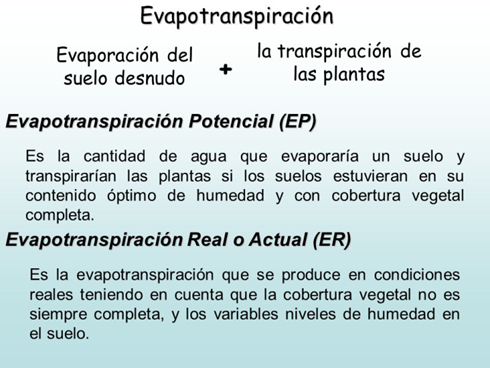 Evapotranspiración
Evaporación del
suelo desnudo
+
la transpiración de
las plantas
Evapotranspiración Potencial (EP)
Es la cantidad de agua que evaporaría un suelo y
transpirarían las plantas si los suelos estuvieran en su
contenido óptimo de humedad y con cobertura vegetal
completa.
Evapotranspiración Real o Actual (ER)
Es la evapotranspiración que se produce en condiciones
reales teniendo en cuenta que la cobertura vegetal no es
siempre completa, y los variables niveles de humedad en
el suelo.